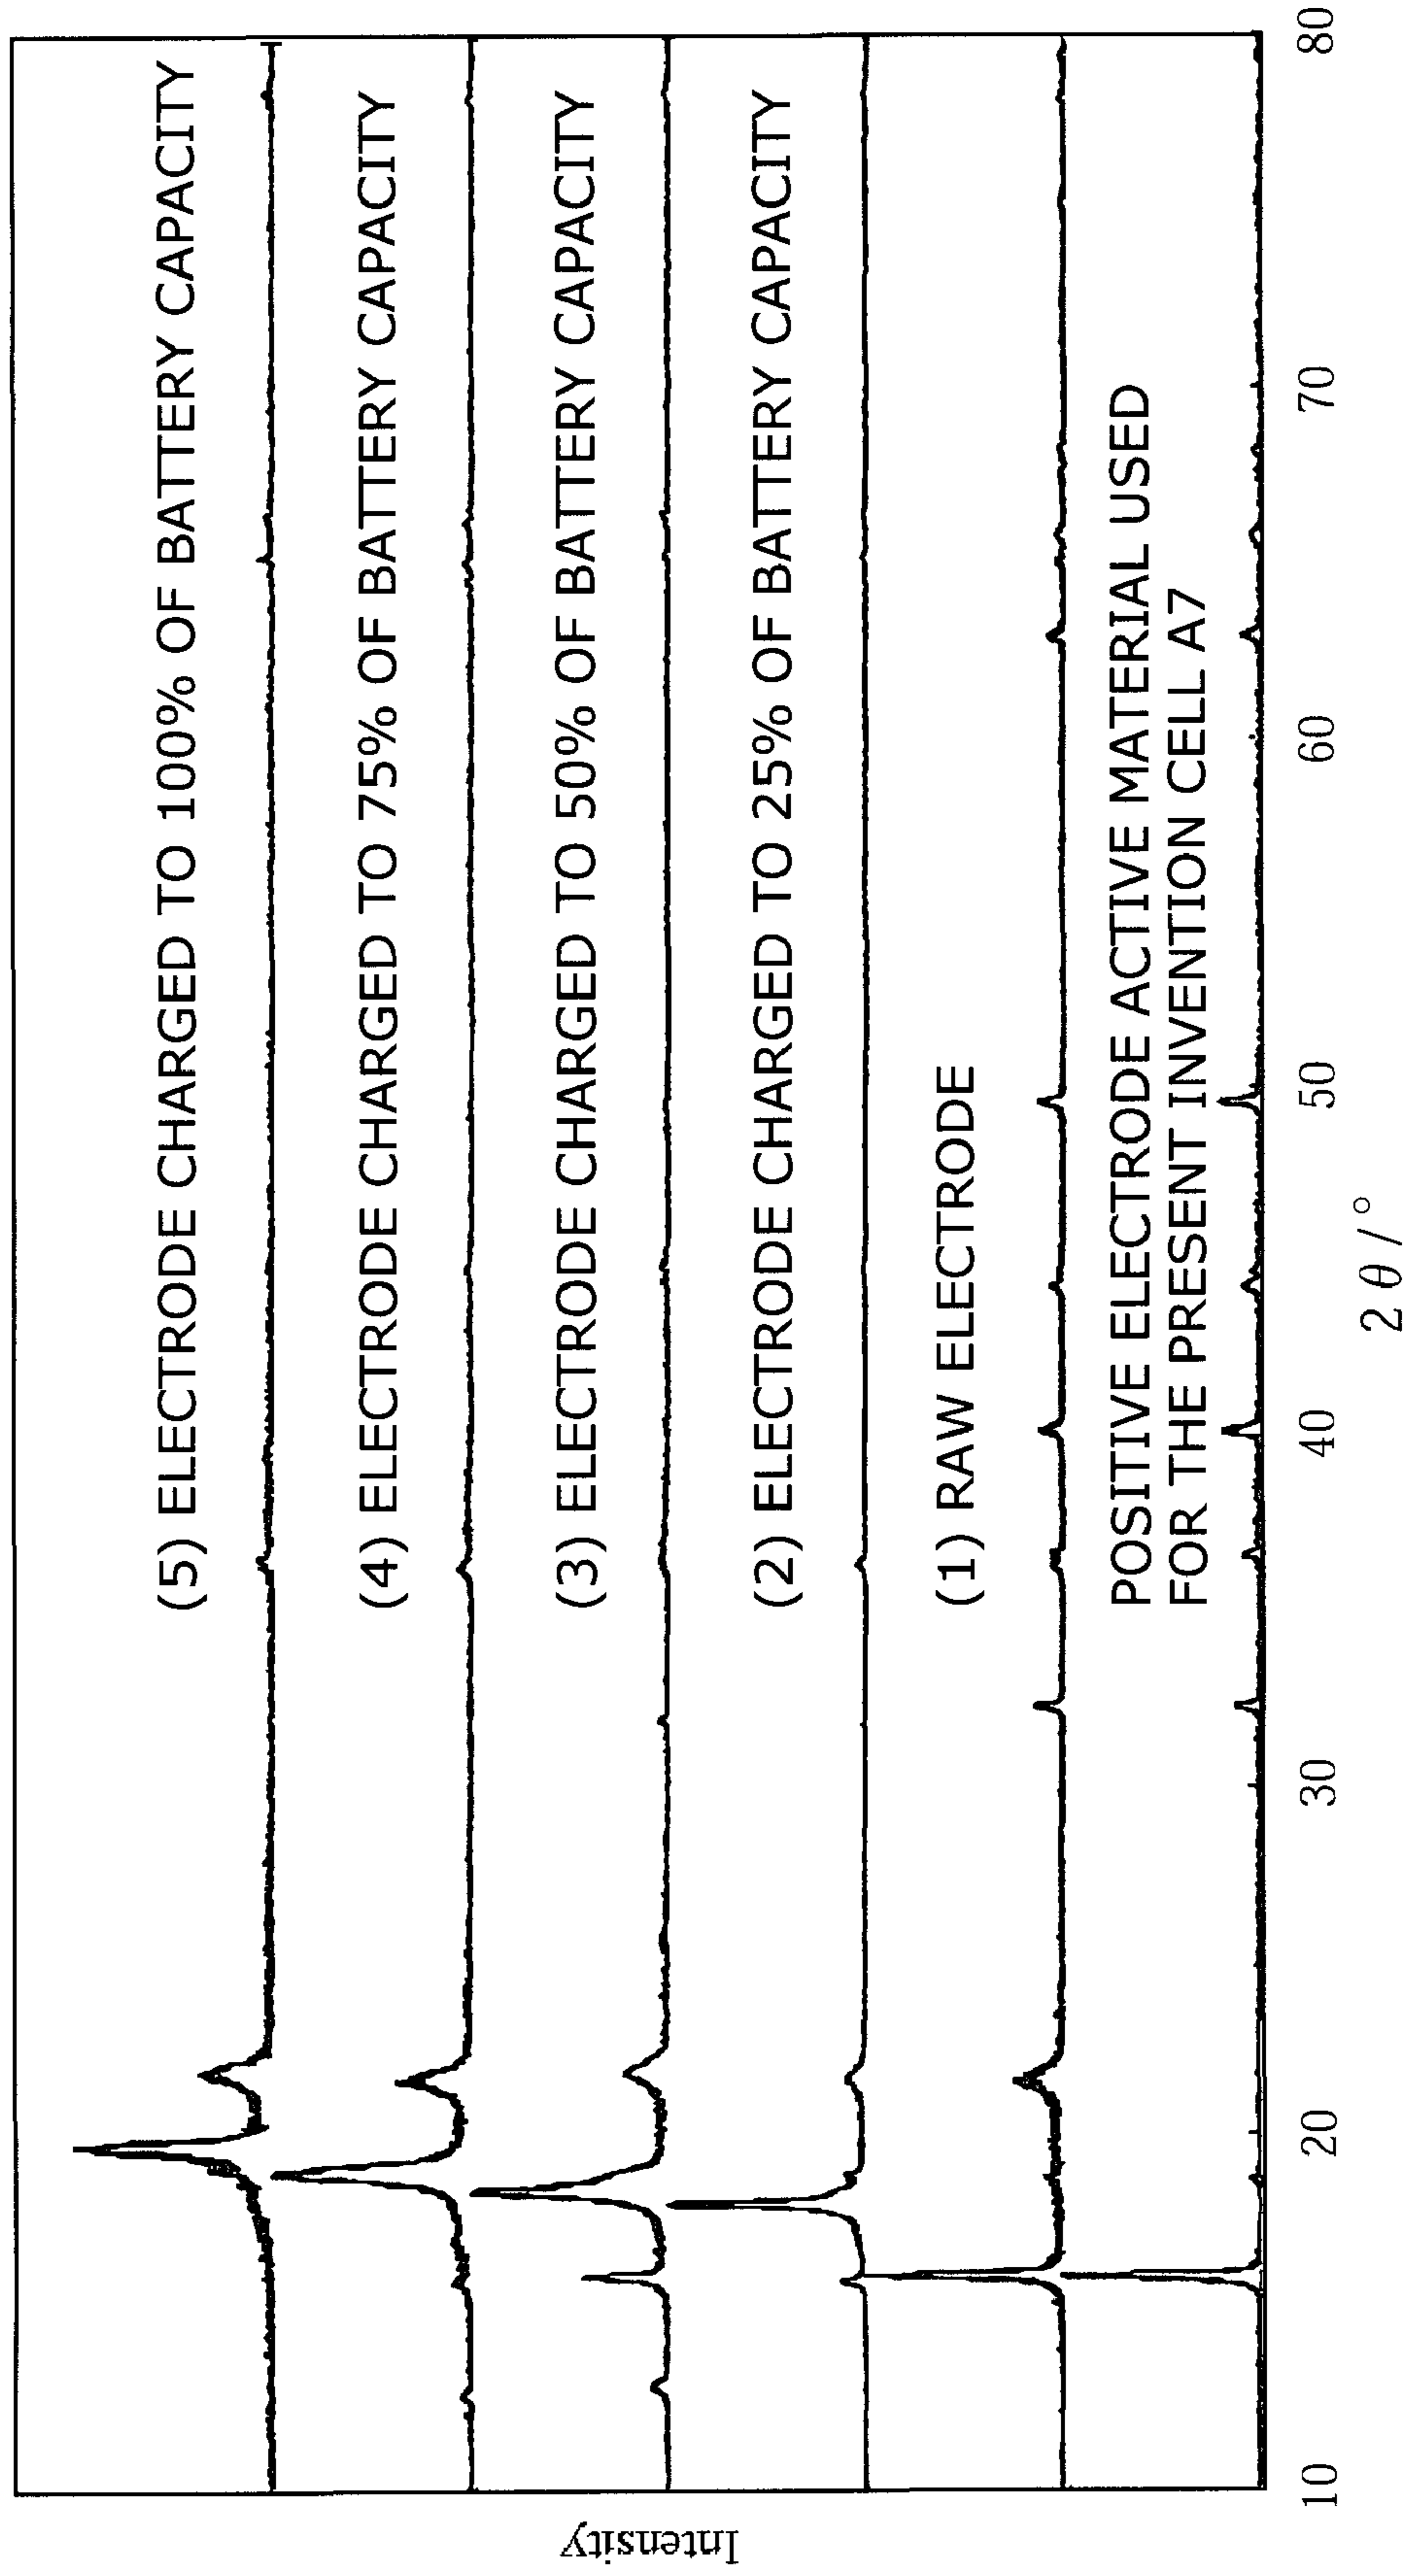 (5) ELECTRODE CHARGED TO 100% OF BATTERY CAPACITY
(4) ELECTRODE CHARGED TO 75% OF BATTERY CAPACITY
(3) ELECTRODE CHARGED TO 50% OF BATTERY CAPACITY
(2) ELECTRODE CHARGED TO 25% OF BATTERY CAPACITY
(1) RAW ELECTRODE
POSITIVE ELECTRODE ACTIVE MATERIAL USED
FOR THE PRESENT INVENTION CELL A7
Intensity
10 20 30 40 50 60 70 80
2 θ / °